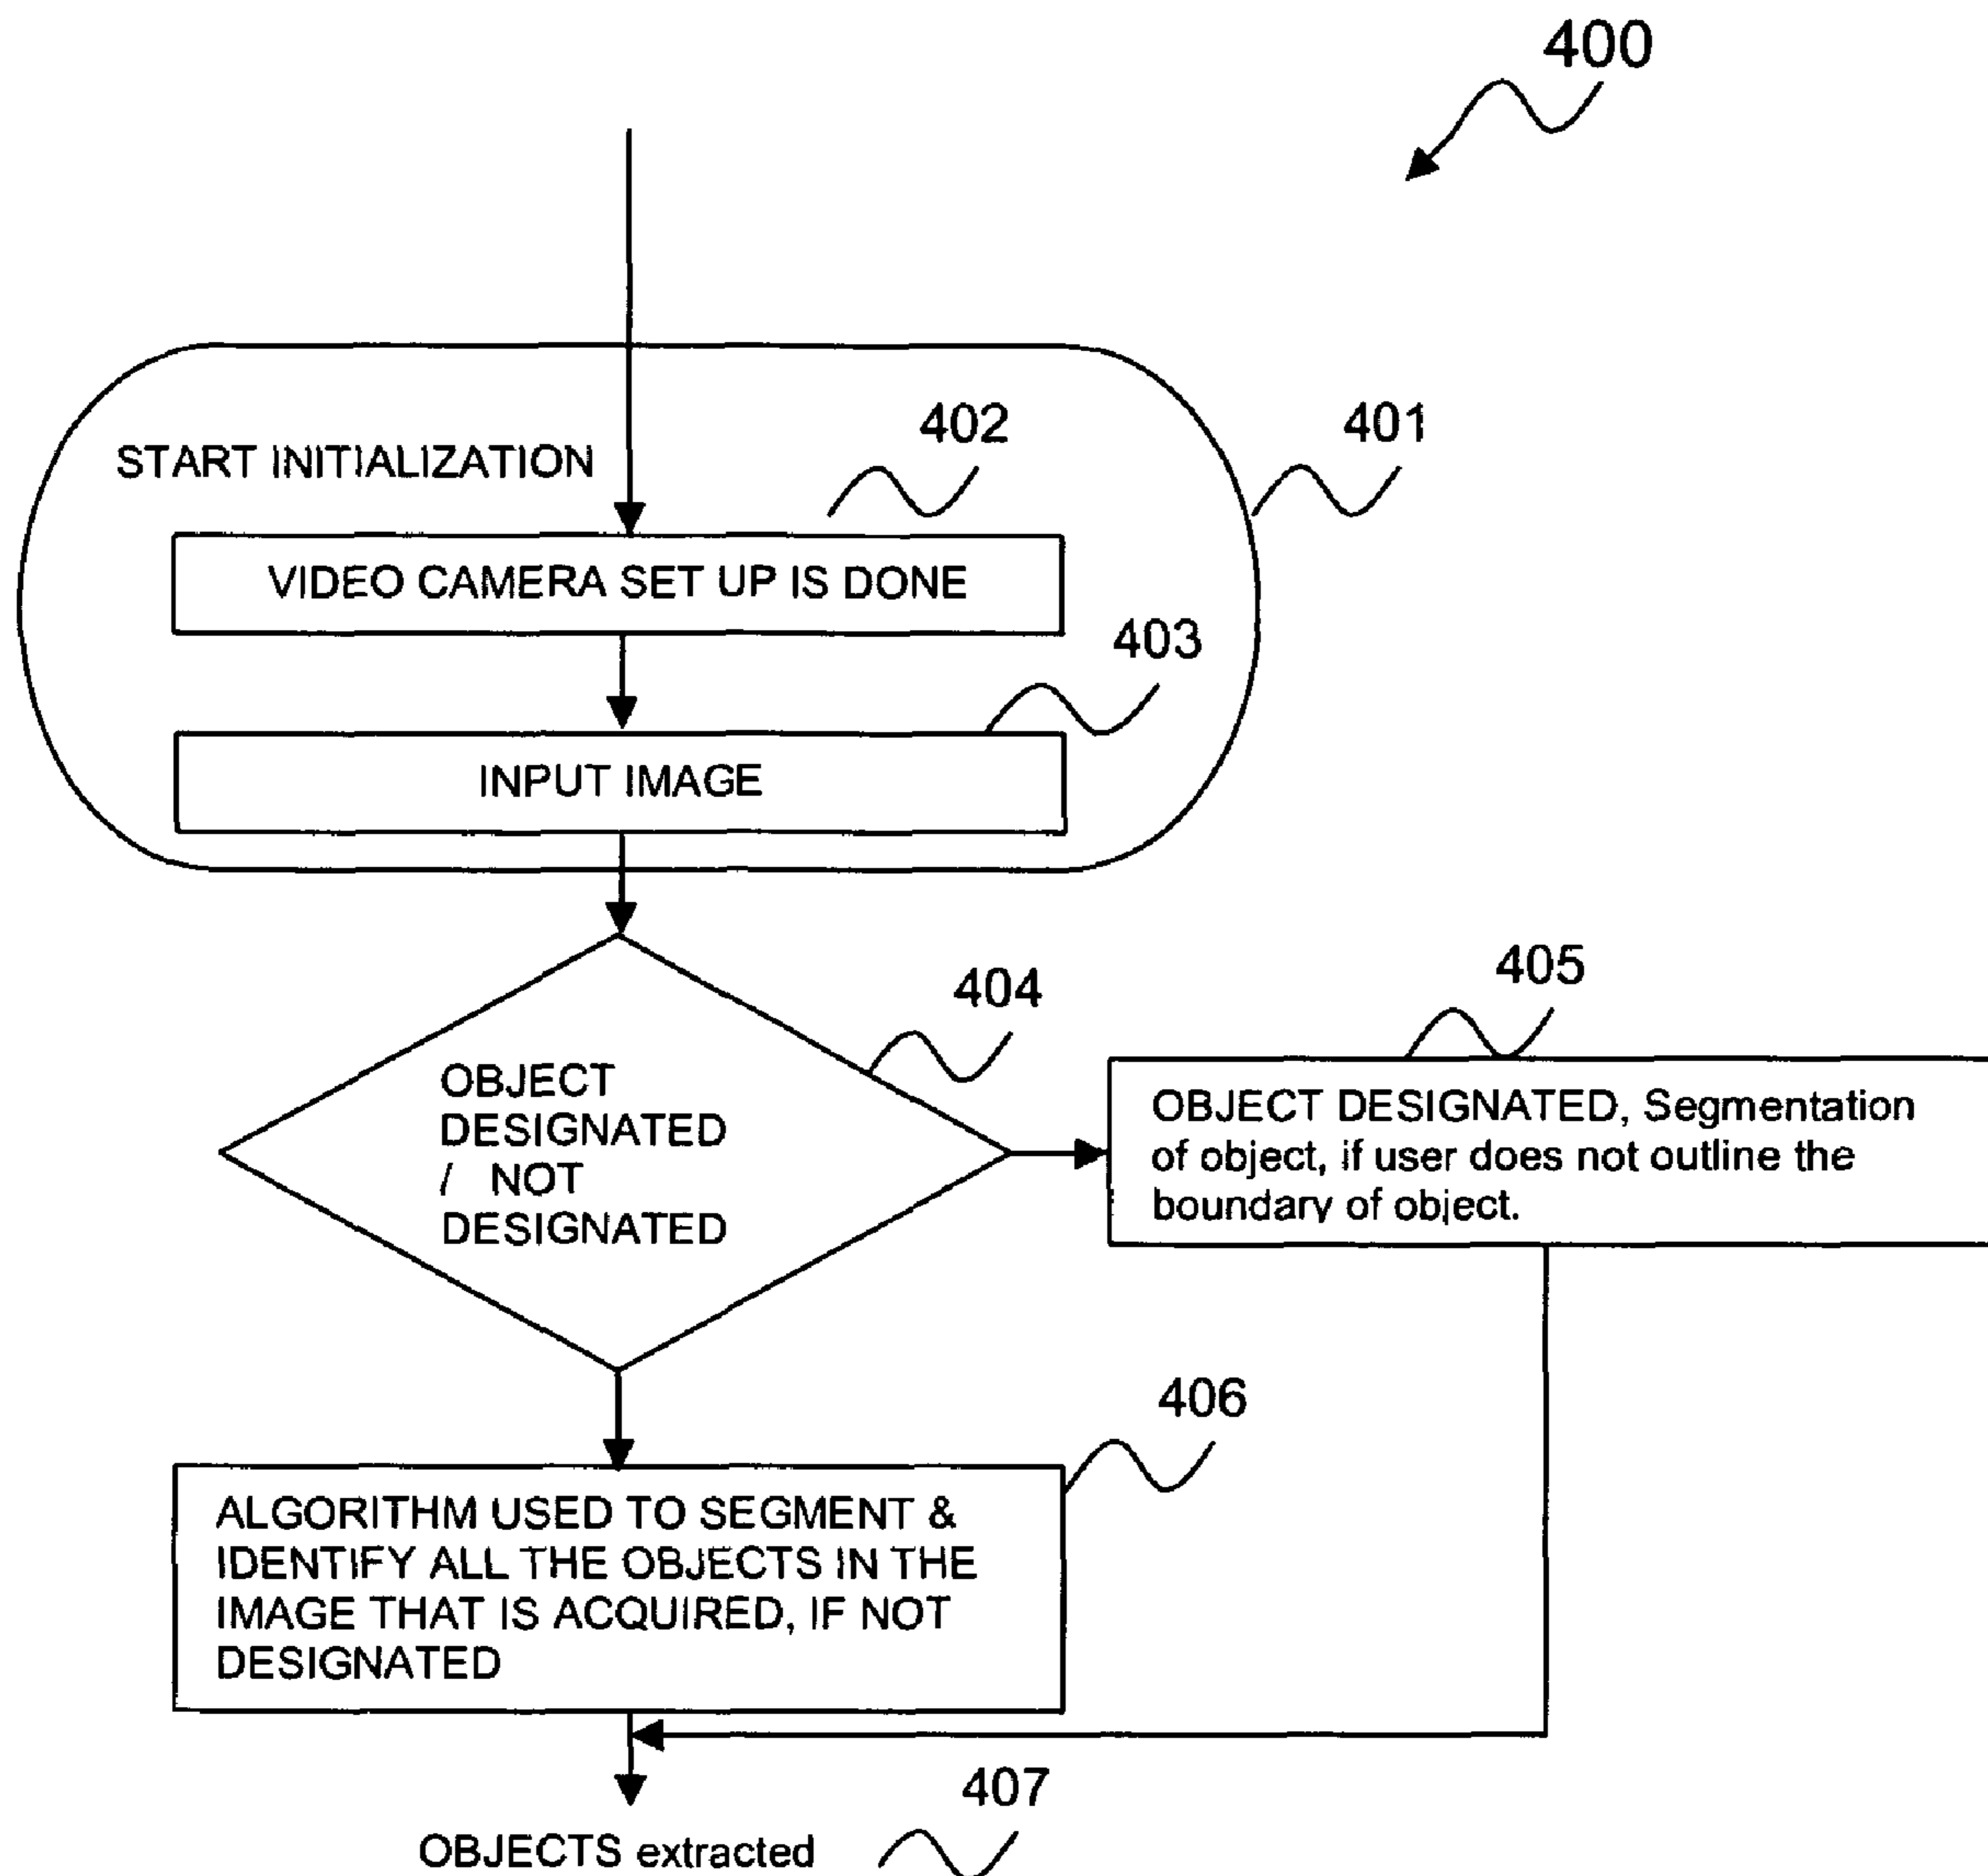 400
START INITIALIZATION
402
401
VIDEO CAMERA SET UP IS DONE
403
INPUT IMAGE
404
OBJECT
DESIGNATED
/ NOT
DESIGNATED
405
OBJECT DESIGNATED, Segmentation
of object, if user does not outline the
boundary of object.
406
ALGORITHM USED TO SEGMENT &
IDENTIFY ALL THE OBJECTS IN THE
IMAGE THAT IS ACQUIRED, IF NOT
DESIGNATED
407
OBJECTS extracted